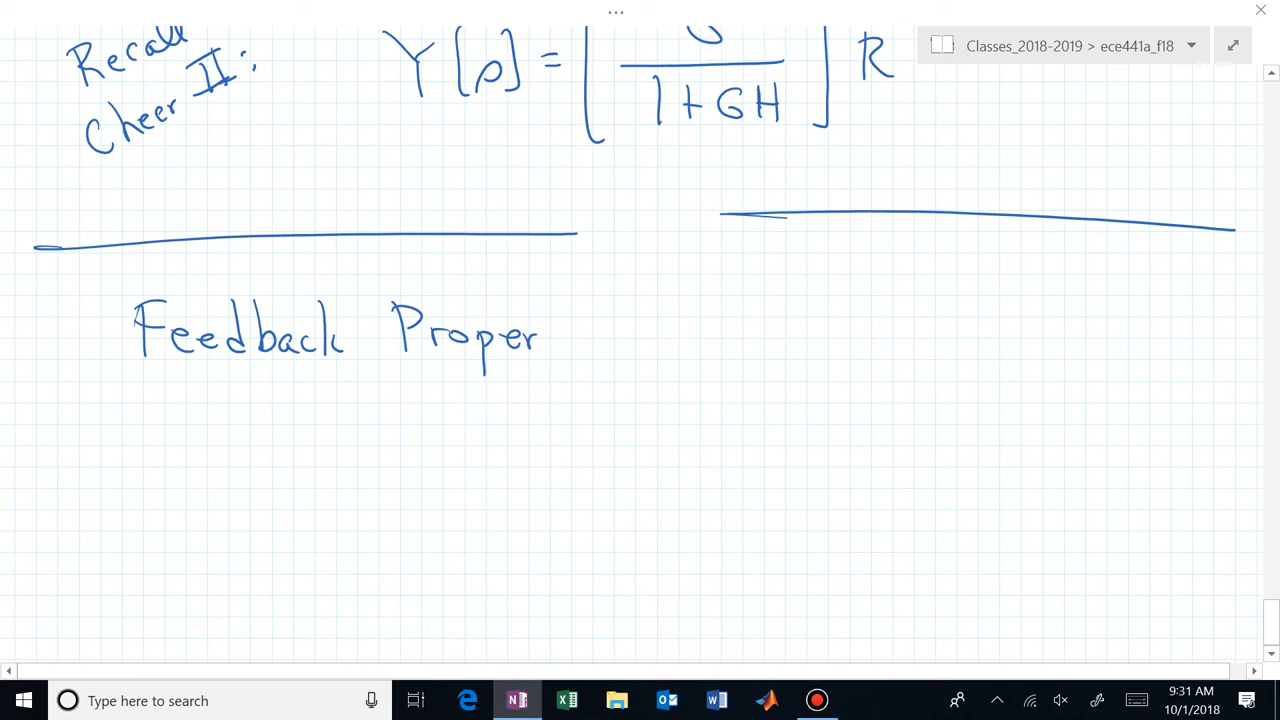 Classes_2018-2019 > ece441a_f18
Recall
Cheer II:
Y[ρ] = [ G / 1 + GH ] R
Feedback Proper
Type here to search
9:31 AM
10/1/2018